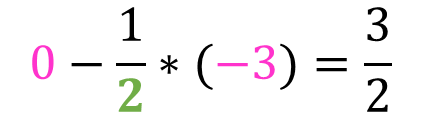 0 − 1/2 * (−3) = 3/2